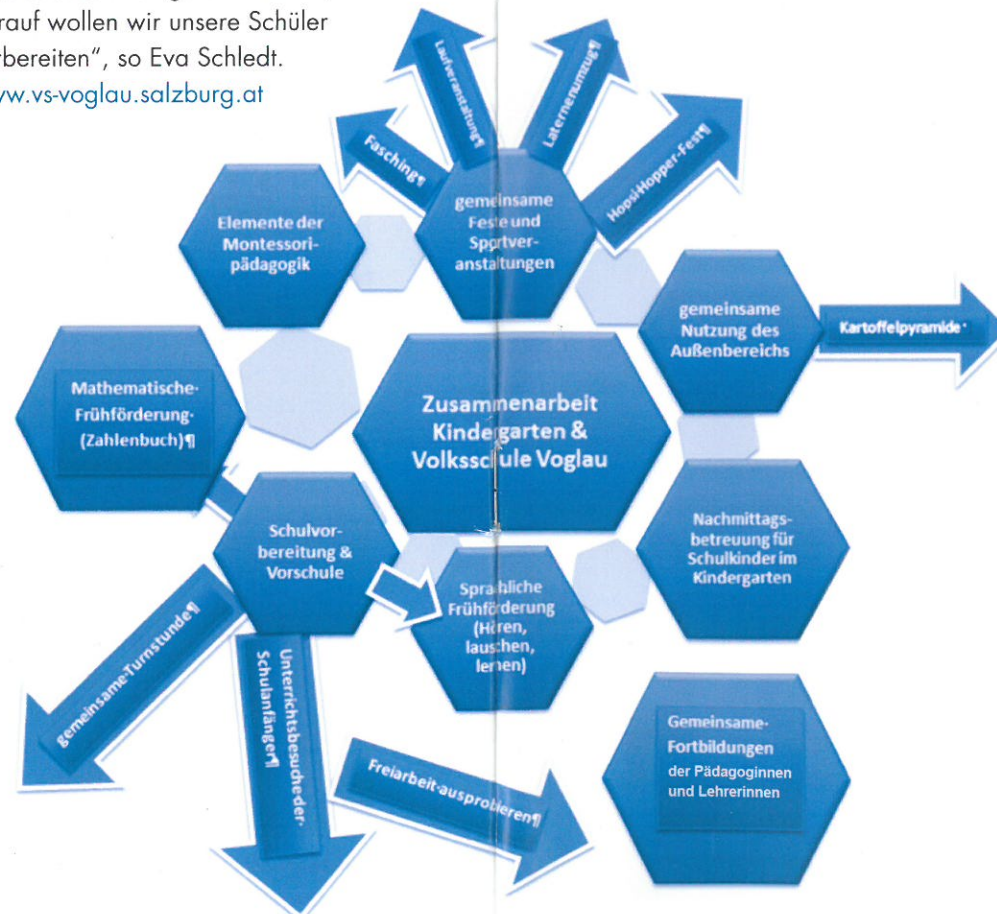 rauf wollen wir unsere Schüler
bereiten“, so Eva Schledt.
w.vs-voglau.salzburg.at
Fasching¶
Laufveranstaltung¶
Laternenumzug¶
Hopsi-Hopper-Fest¶
Elemente der
Montessori-
pädagogik
gemeinsame
Feste und
Sportver-
anstaltungen
gemeinsame
Nutzung des
Außenbereichs
Kartoffelpyramide·
Mathematische·
Frühförderung·
(Zahlenbuch)¶
Zusammenarbeit
Kindergarten &
Volksschule Voglau
Schulvor-
bereitung &
Vorschule
Sprachliche
Frühförderung
(Hören,
lauschen,
lernen)
Nachmittags-
betreuung für
Schulkinder im
Kindergarten
gemeinsame·Turnstunde¶
Unterrichtsbesuche·der·
Schulanfänger¶
Freiarbeit·ausprobieren¶
Gemeinsame·
Fortbildungen
der Pädagoginnen
und Lehrerinnen